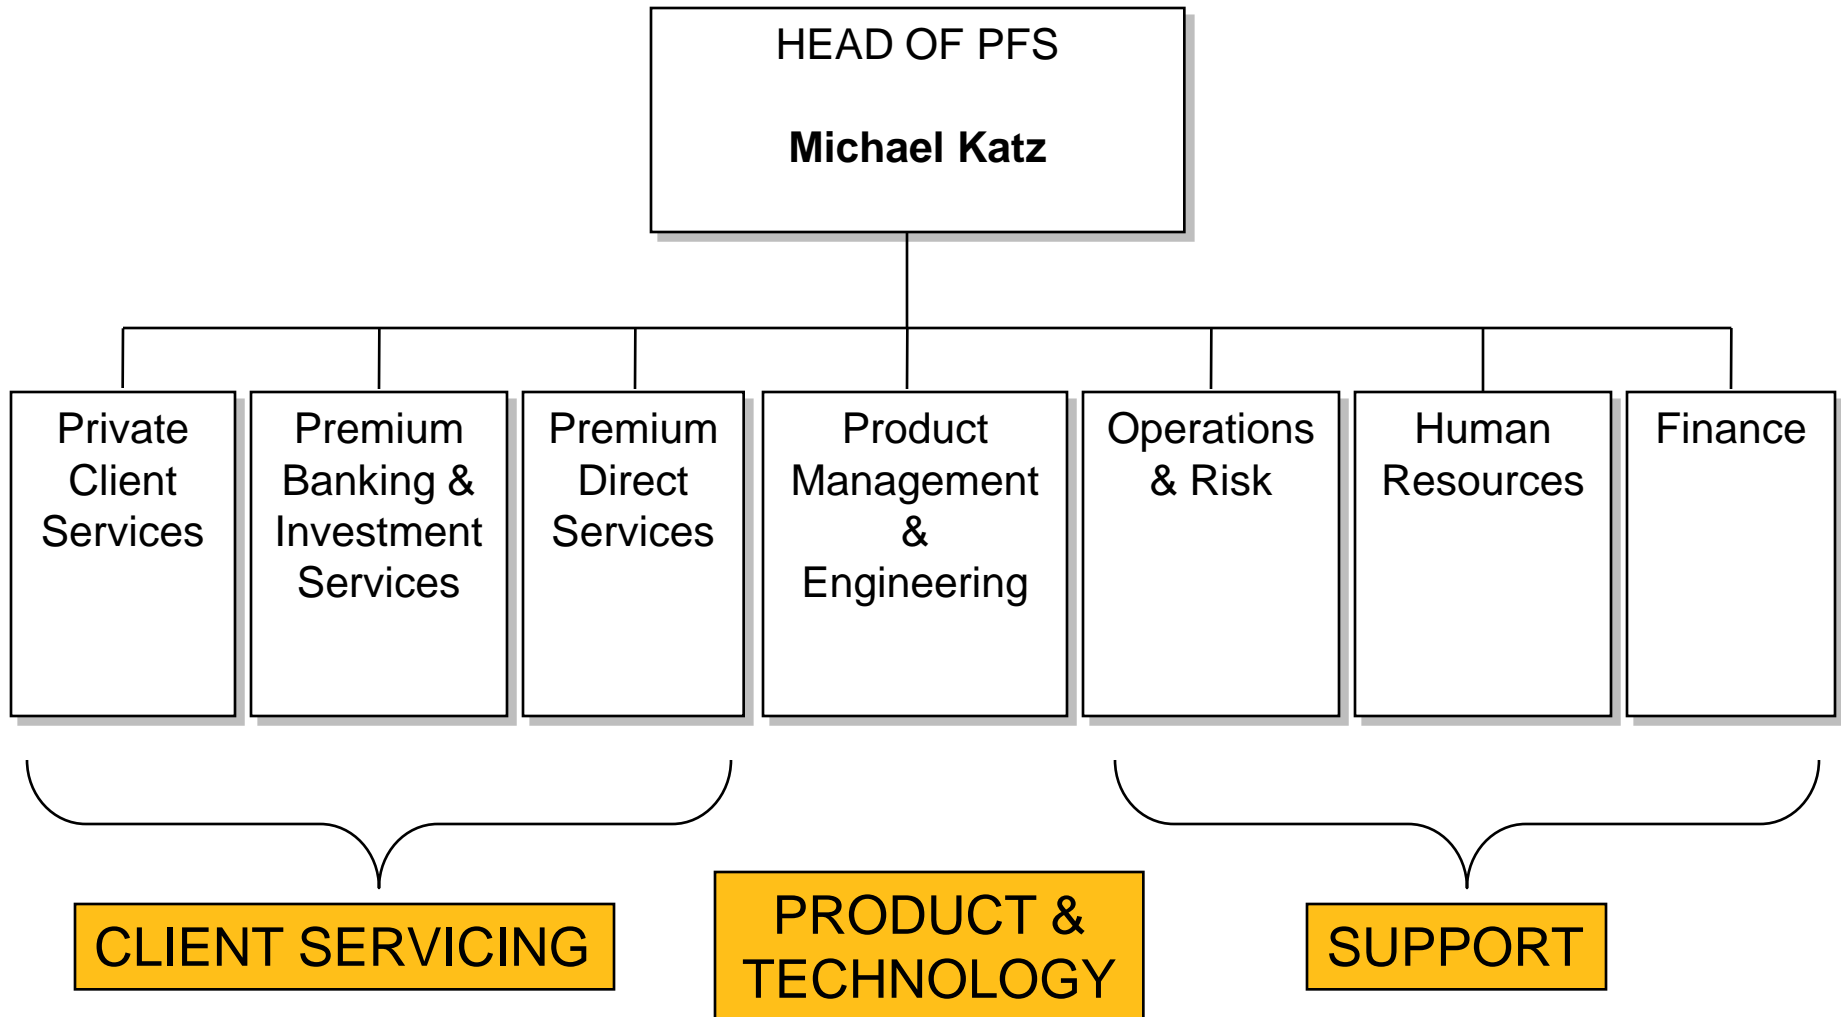 HEAD OF PFS
Michael Katz
Private
Client
Services
Premium
Banking &
Investment
Services
Premium
Direct
Services
Product
Management
&
Engineering
Operations
& Risk
Human
Resources
Finance
CLIENT SERVICING
PRODUCT &
TECHNOLOGY
SUPPORT